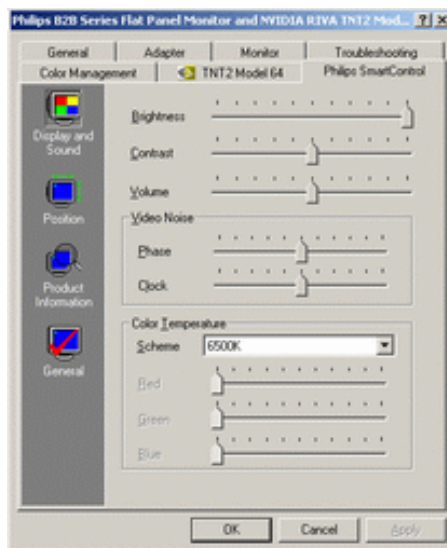 Philips B2B Series Flat Panel Monitor and NVIDIA RIVA TNT2 Mod...
General Adapter Monitor Troubleshooting
Color Management TNT2 Model 64 Philips SmartControl
Display and
Sound
Position
Product
Information
General
Brightness
Contrast
Volume
Video Noise
Phase
Clock
Color Temperature
Scheme 6500K
Red
Green
Blue
OK Cancel Apply